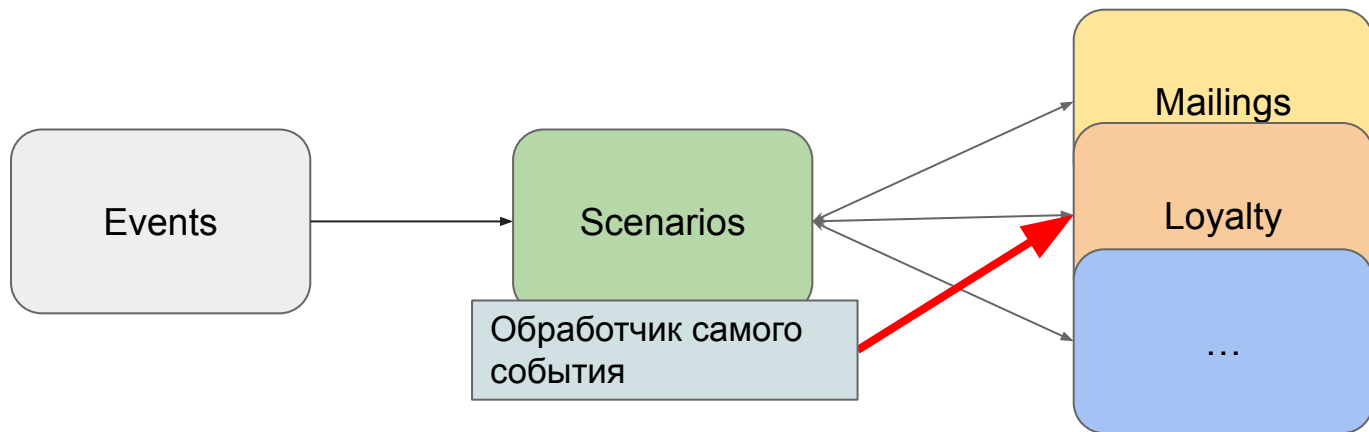 Mailings
Events
Scenarios
Loyalty
Обработчик самого
события
...